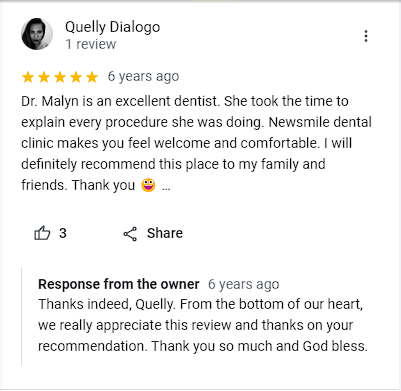 Quelly Dialogo
1 review
6 years ago
Dr. Malyn is an excellent dentist. She took the time to
explain every procedure she was doing. Newsmile dental
clinic makes you feel welcome and comfortable. I will
definitely recommend this place to my family and
friends. Thank you 😀 ...
3 Share
Response from the owner 6 years ago
Thanks indeed, Quelly. From the bottom of our heart,
we really appreciate this review and thanks on your
recommendation. Thank you so much and God bless.